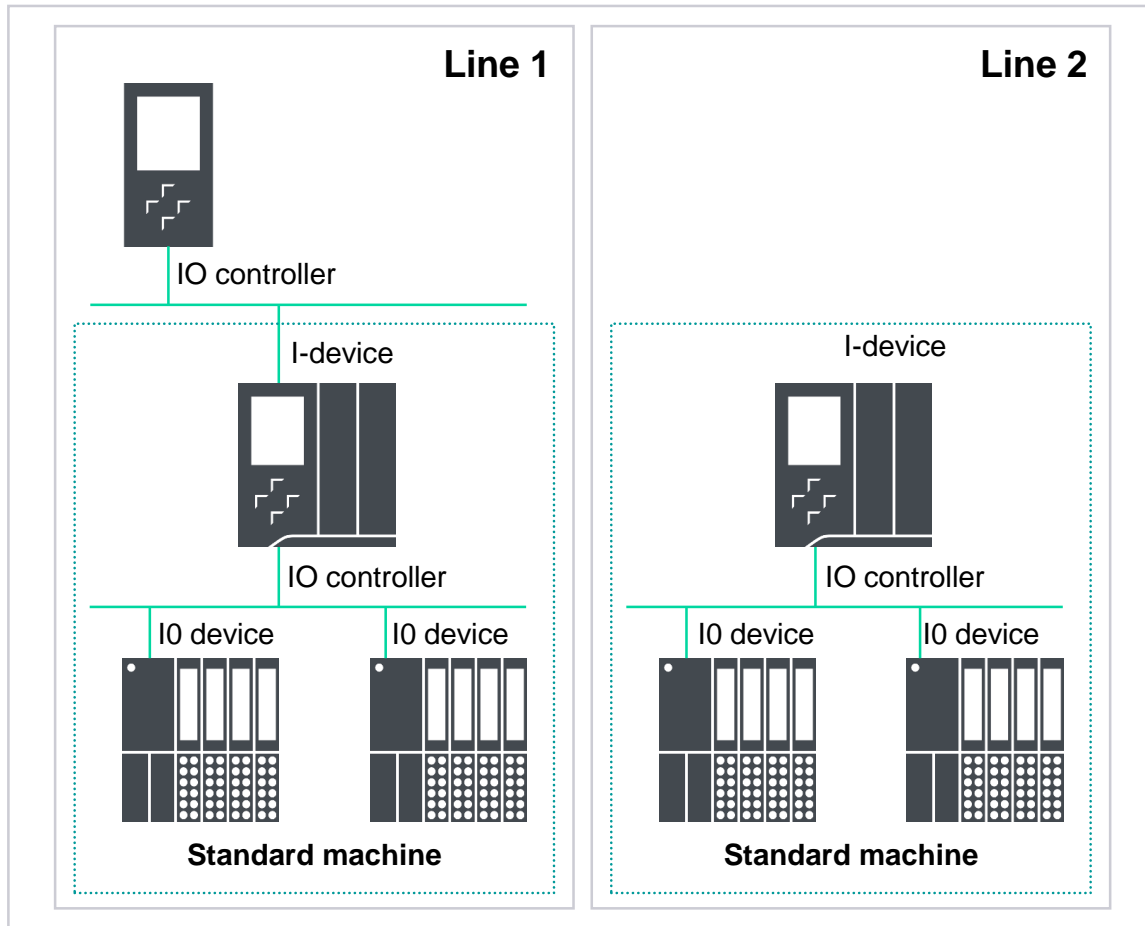 Line 1
IO controller
I-device
IO controller
I0 device
I0 device
Standard machine
Line 2
I-device
IO controller
I0 device
I0 device
Standard machine